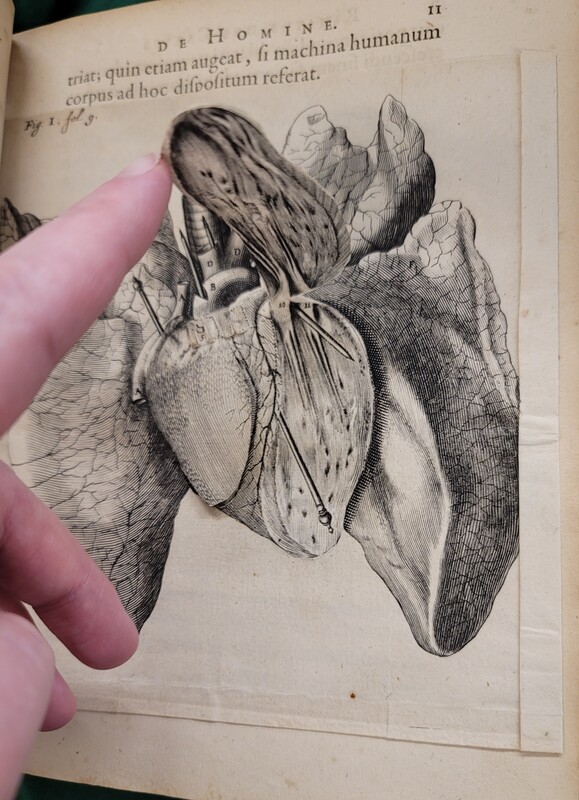 DE HOMINE. 11
triat; quin etiam augeat, si machina humanum
corpus ad hoc dispositum referat.
Fig 1. fol 9.
D D
B